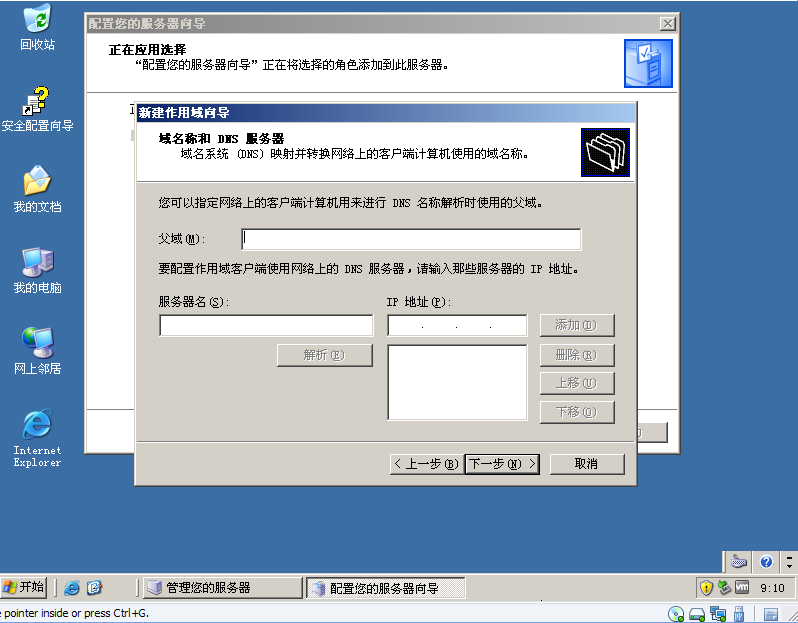 配置您的服务器向导
正在应用选择
“配置您的服务器向导”正在将选择的角色添加到此服务器。
新建作用域向导
域名称和 DNS 服务器
域名系统 (DNS) 映射并转换网络上的客户端计算机使用的域名称。
您可以指定网络上的客户端计算机用来进行 DNS 名称解析时使用的父域。
父域(M):
要配置作用域客户端使用网络上的 DNS 服务器，请输入那些服务器的 IP 地址。
服务器名(S):
IP 地址(P):
添加(D)
解析(E)
删除(R)
上移(U)
下移(O)
< 上一步(B)
下一步(N) >
取消
回收站
安全配置向导
我的文档
我的电脑
网上邻居
Internet
Explorer
开始
管理您的服务器
配置您的服务器向导
9:10
pointer inside or press Ctrl+G.